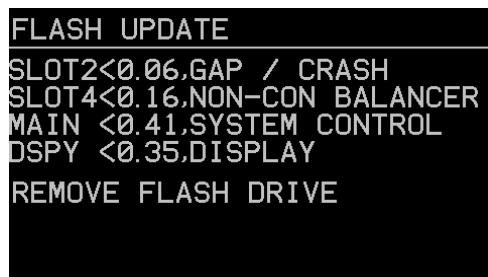 FLASH UPDATE
SLOT2<0.06,GAP / CRASH
SLOT4<0.16,NON-CON BALANCER
MAIN <0.41,SYSTEM CONTROL
DSPY <0.35,DISPLAY
REMOVE FLASH DRIVE